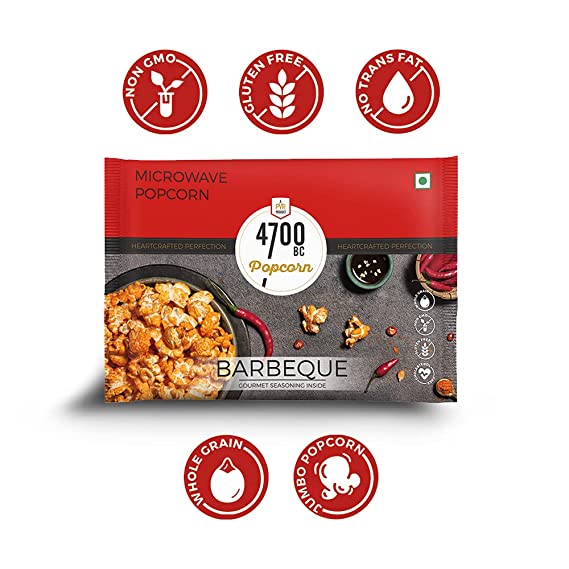 NON GMO
GLUTEN FREE
NO TRANS FAT
MICROWAVE
POPCORN
PVR
HEARTCRAFTED PERFECTION
4700
BC
Popcorn
HEARTCRAFTED PERFECTION
BARBEQUE
GOURMET SEASONING INSIDE
WHOLE GRAIN
JUMBO POPCORN